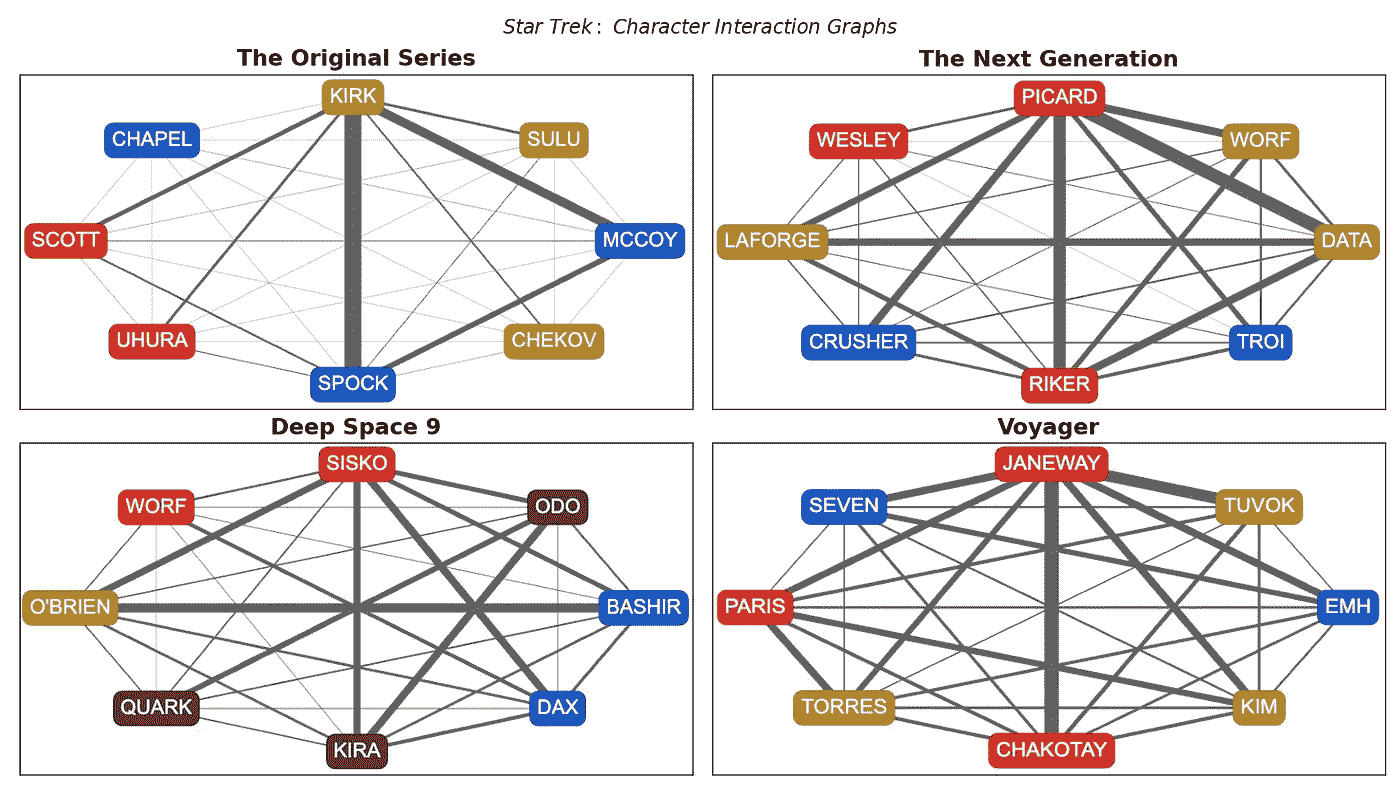 Star Trek: Character Interaction Graphs
The Original Series
KIRK
CHAPEL
SULU
SCOTT
MCCOY
UHURA
CHEKOV
SPOCK
The Next Generation
PICARD
WESLEY
WORF
LAFORGE
DATA
CRUSHER
TROI
RIKER
Deep Space 9
SISKO
WORF
ODO
O'BRIEN
BASHIR
QUARK
DAX
KIRA
Voyager
JANEWAY
SEVEN
TUVOK
PARIS
EMH
TORRES
KIM
CHAKOTAY